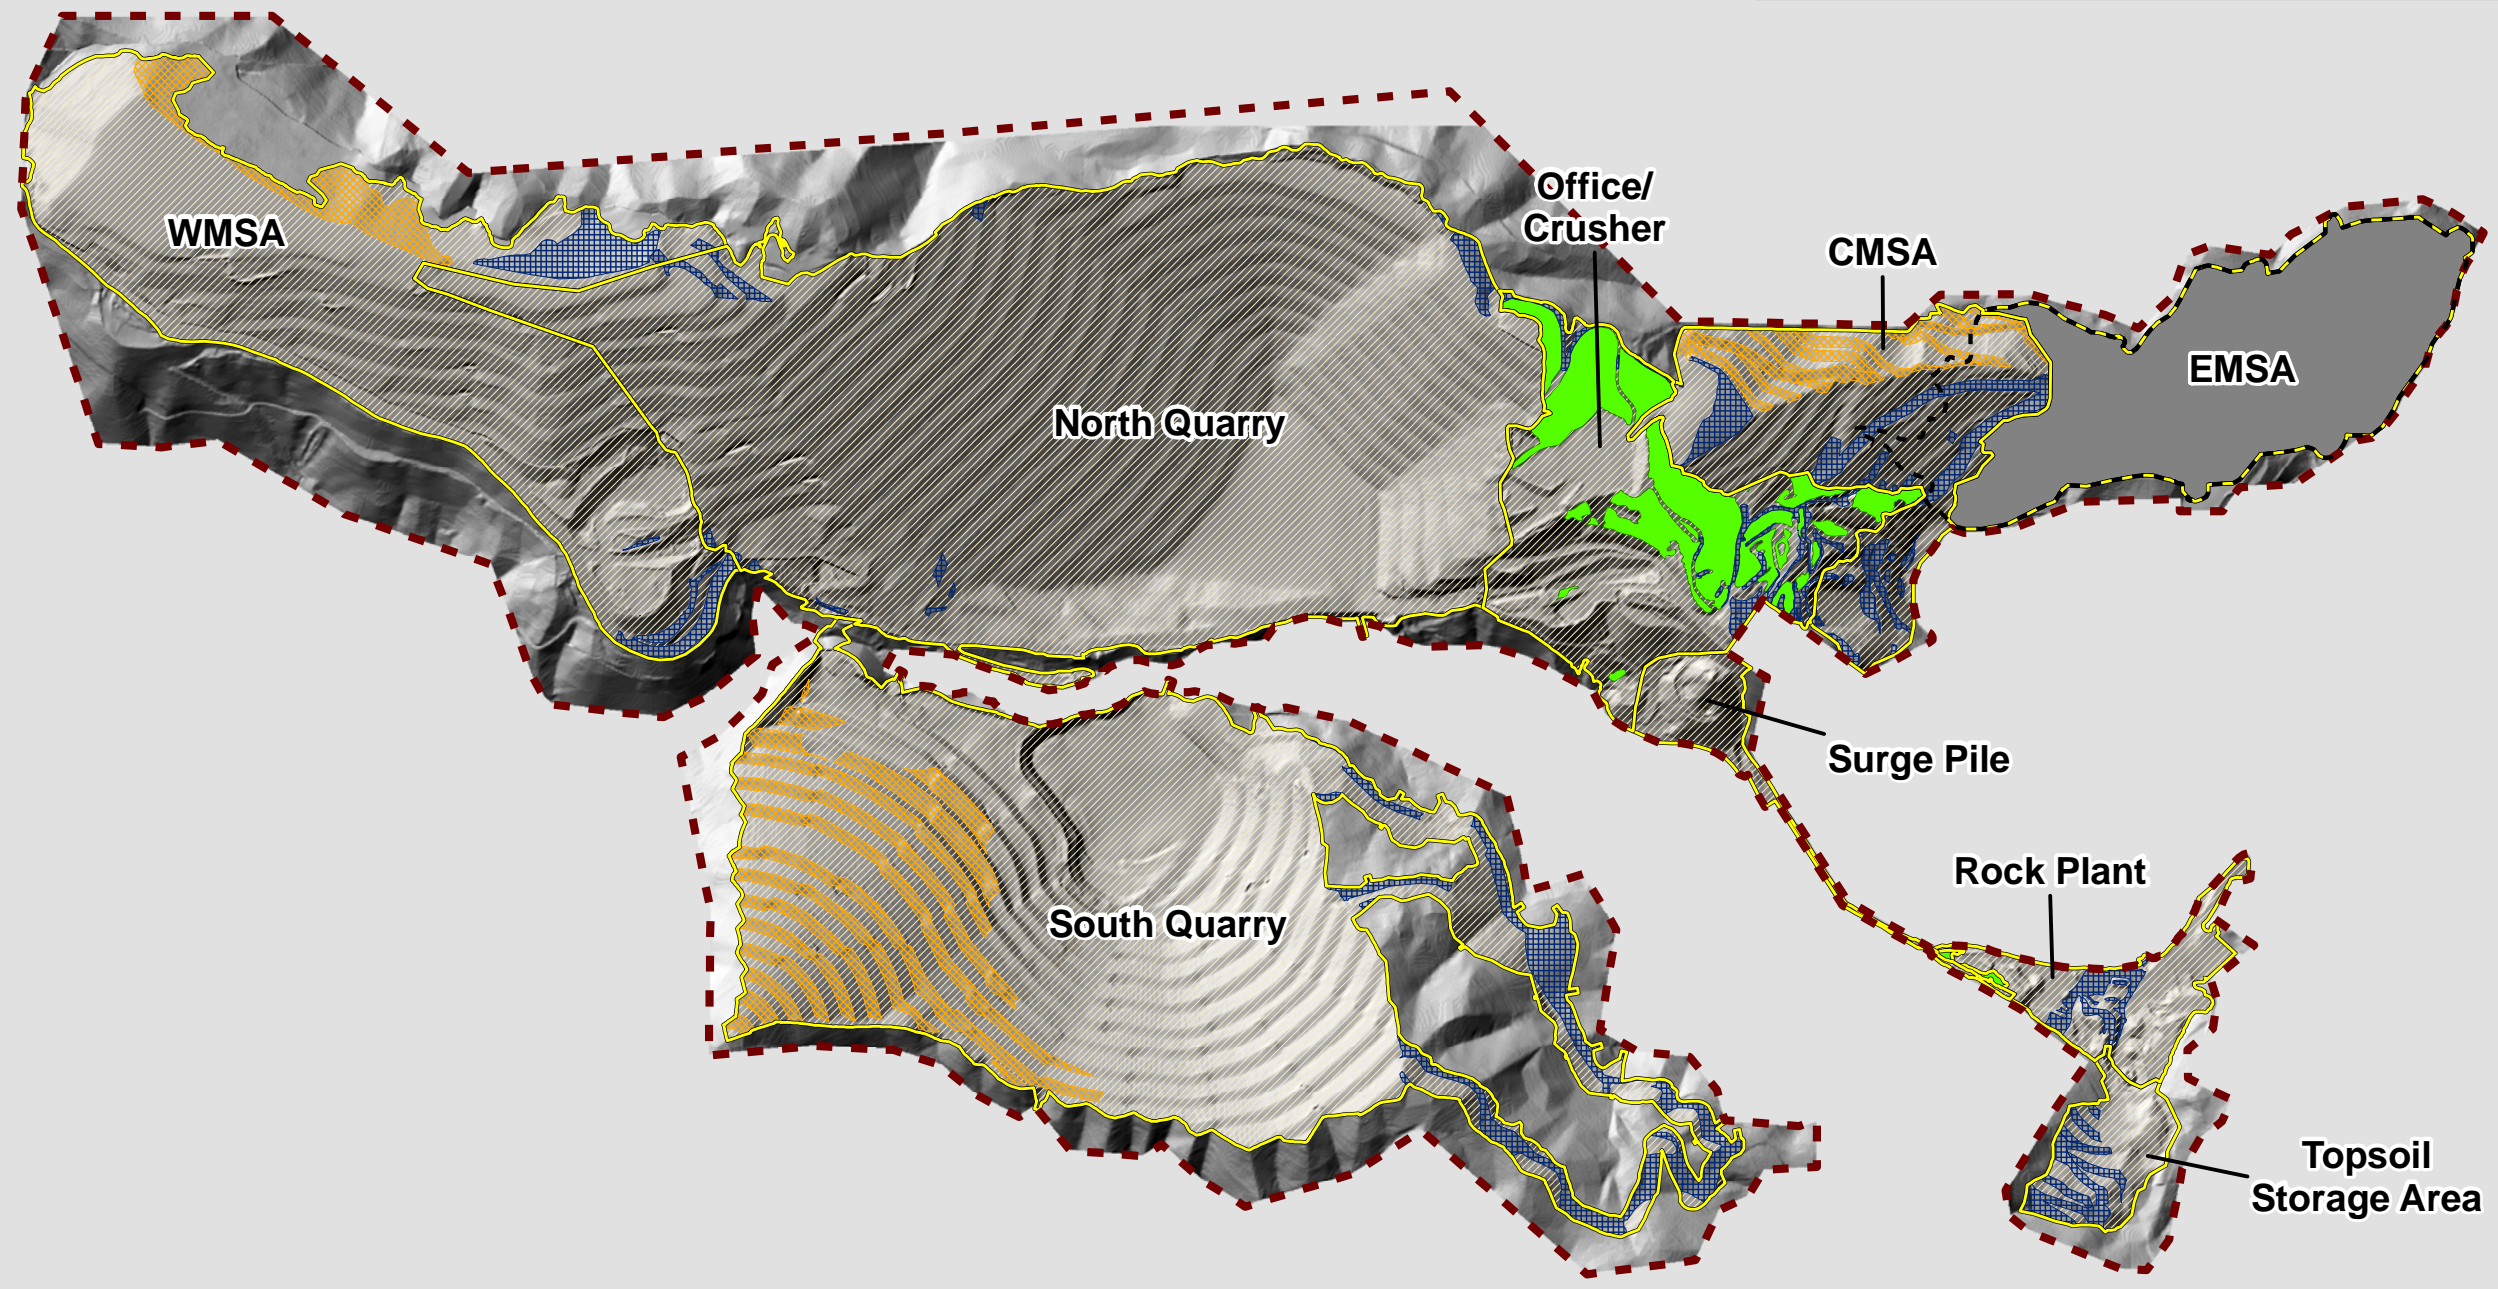 Office/
Crusher
WMSA
CMSA
EMSA
North Quarry
Surge Pile
Rock Plant
South Quarry
Topsoil
Storage Area